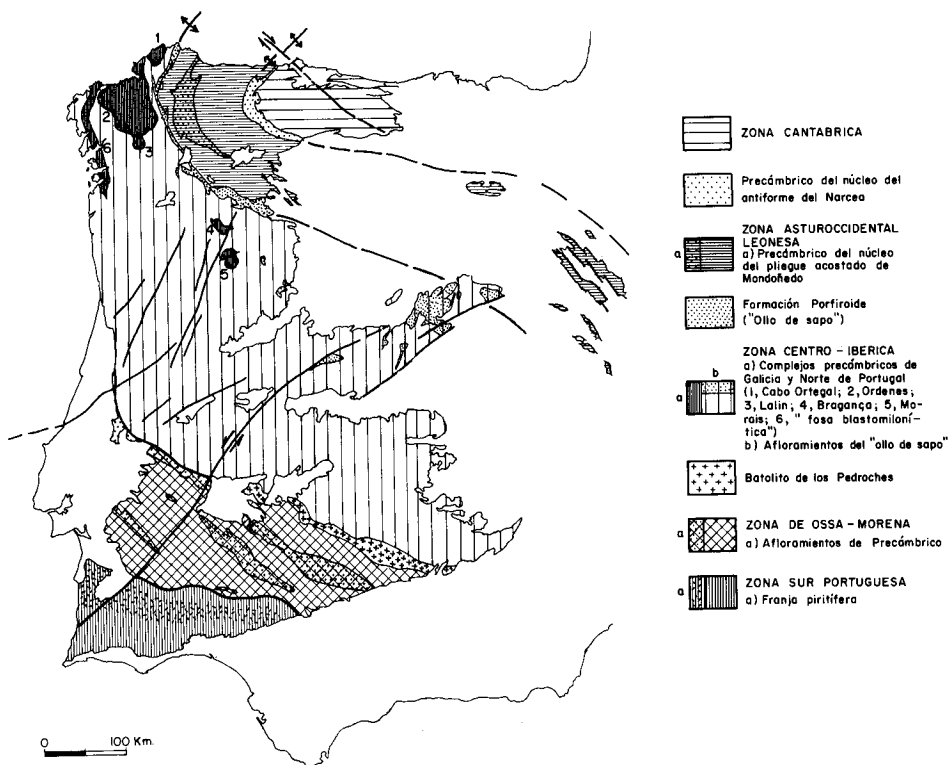 1
2
3
6
4
5
0 100 Km.
ZONA CANTABRICA
Precámbrico del núcleo del
antiforme del Narcea
a
ZONA ASTUROCCIDENTAL
LEONESA
a) Precámbrico del núcleo
del pliegue acostado de
Mondoñedo
Formación Porfiroide
("Ollo de sapo")
b
a
ZONA CENTRO-IBERICA
a) Complejos precámbricos de
Galicia y Norte de Portugal
(1, Cabo Ortegal; 2, Ordenes;
3, Lalin; 4, Bragança; 5, Mo-
rais; 6, " fosa blastomiloní-
tica")
b) Afloramientos del "ollo de sapo"
Batolito de los Pedroches
a
ZONA DE OSSA-MORENA
a) Afloramientos de Precámbrico
a
ZONA SUR PORTUGUESA
a) Franja piritífera